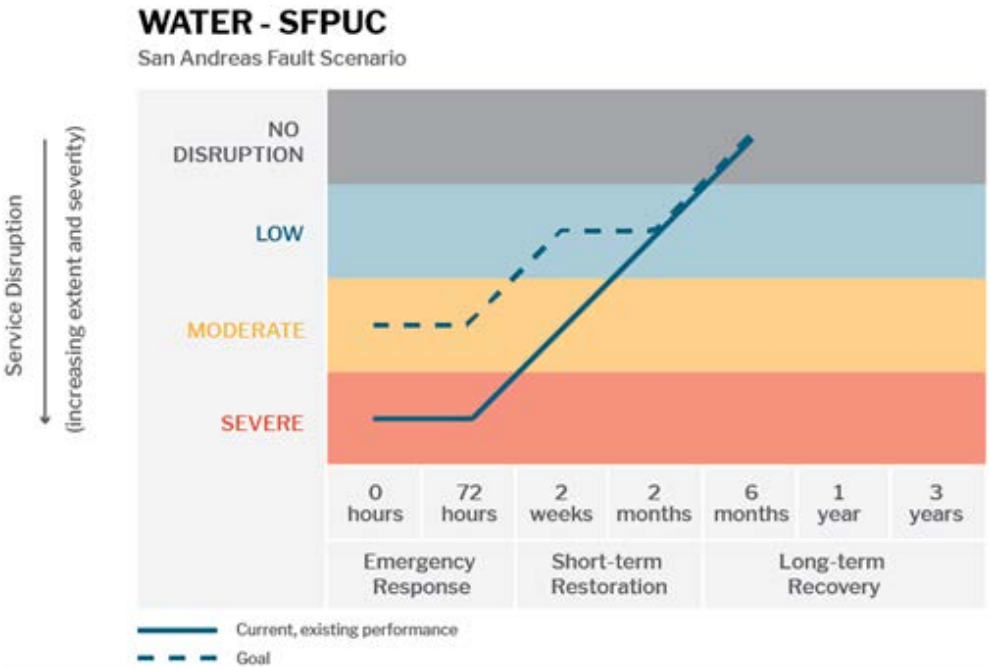 WATER - SFPUC
San Andreas Fault Scenario
Service Disruption
(increasing extent and severity)
NO
DISRUPTION
LOW
MODERATE
SEVERE
0
hours
72
hours
2
weeks
2
months
6
months
1
year
3
years
Emergency
Response
Short-term
Restoration
Long-term
Recovery
Current, existing performance
Goal